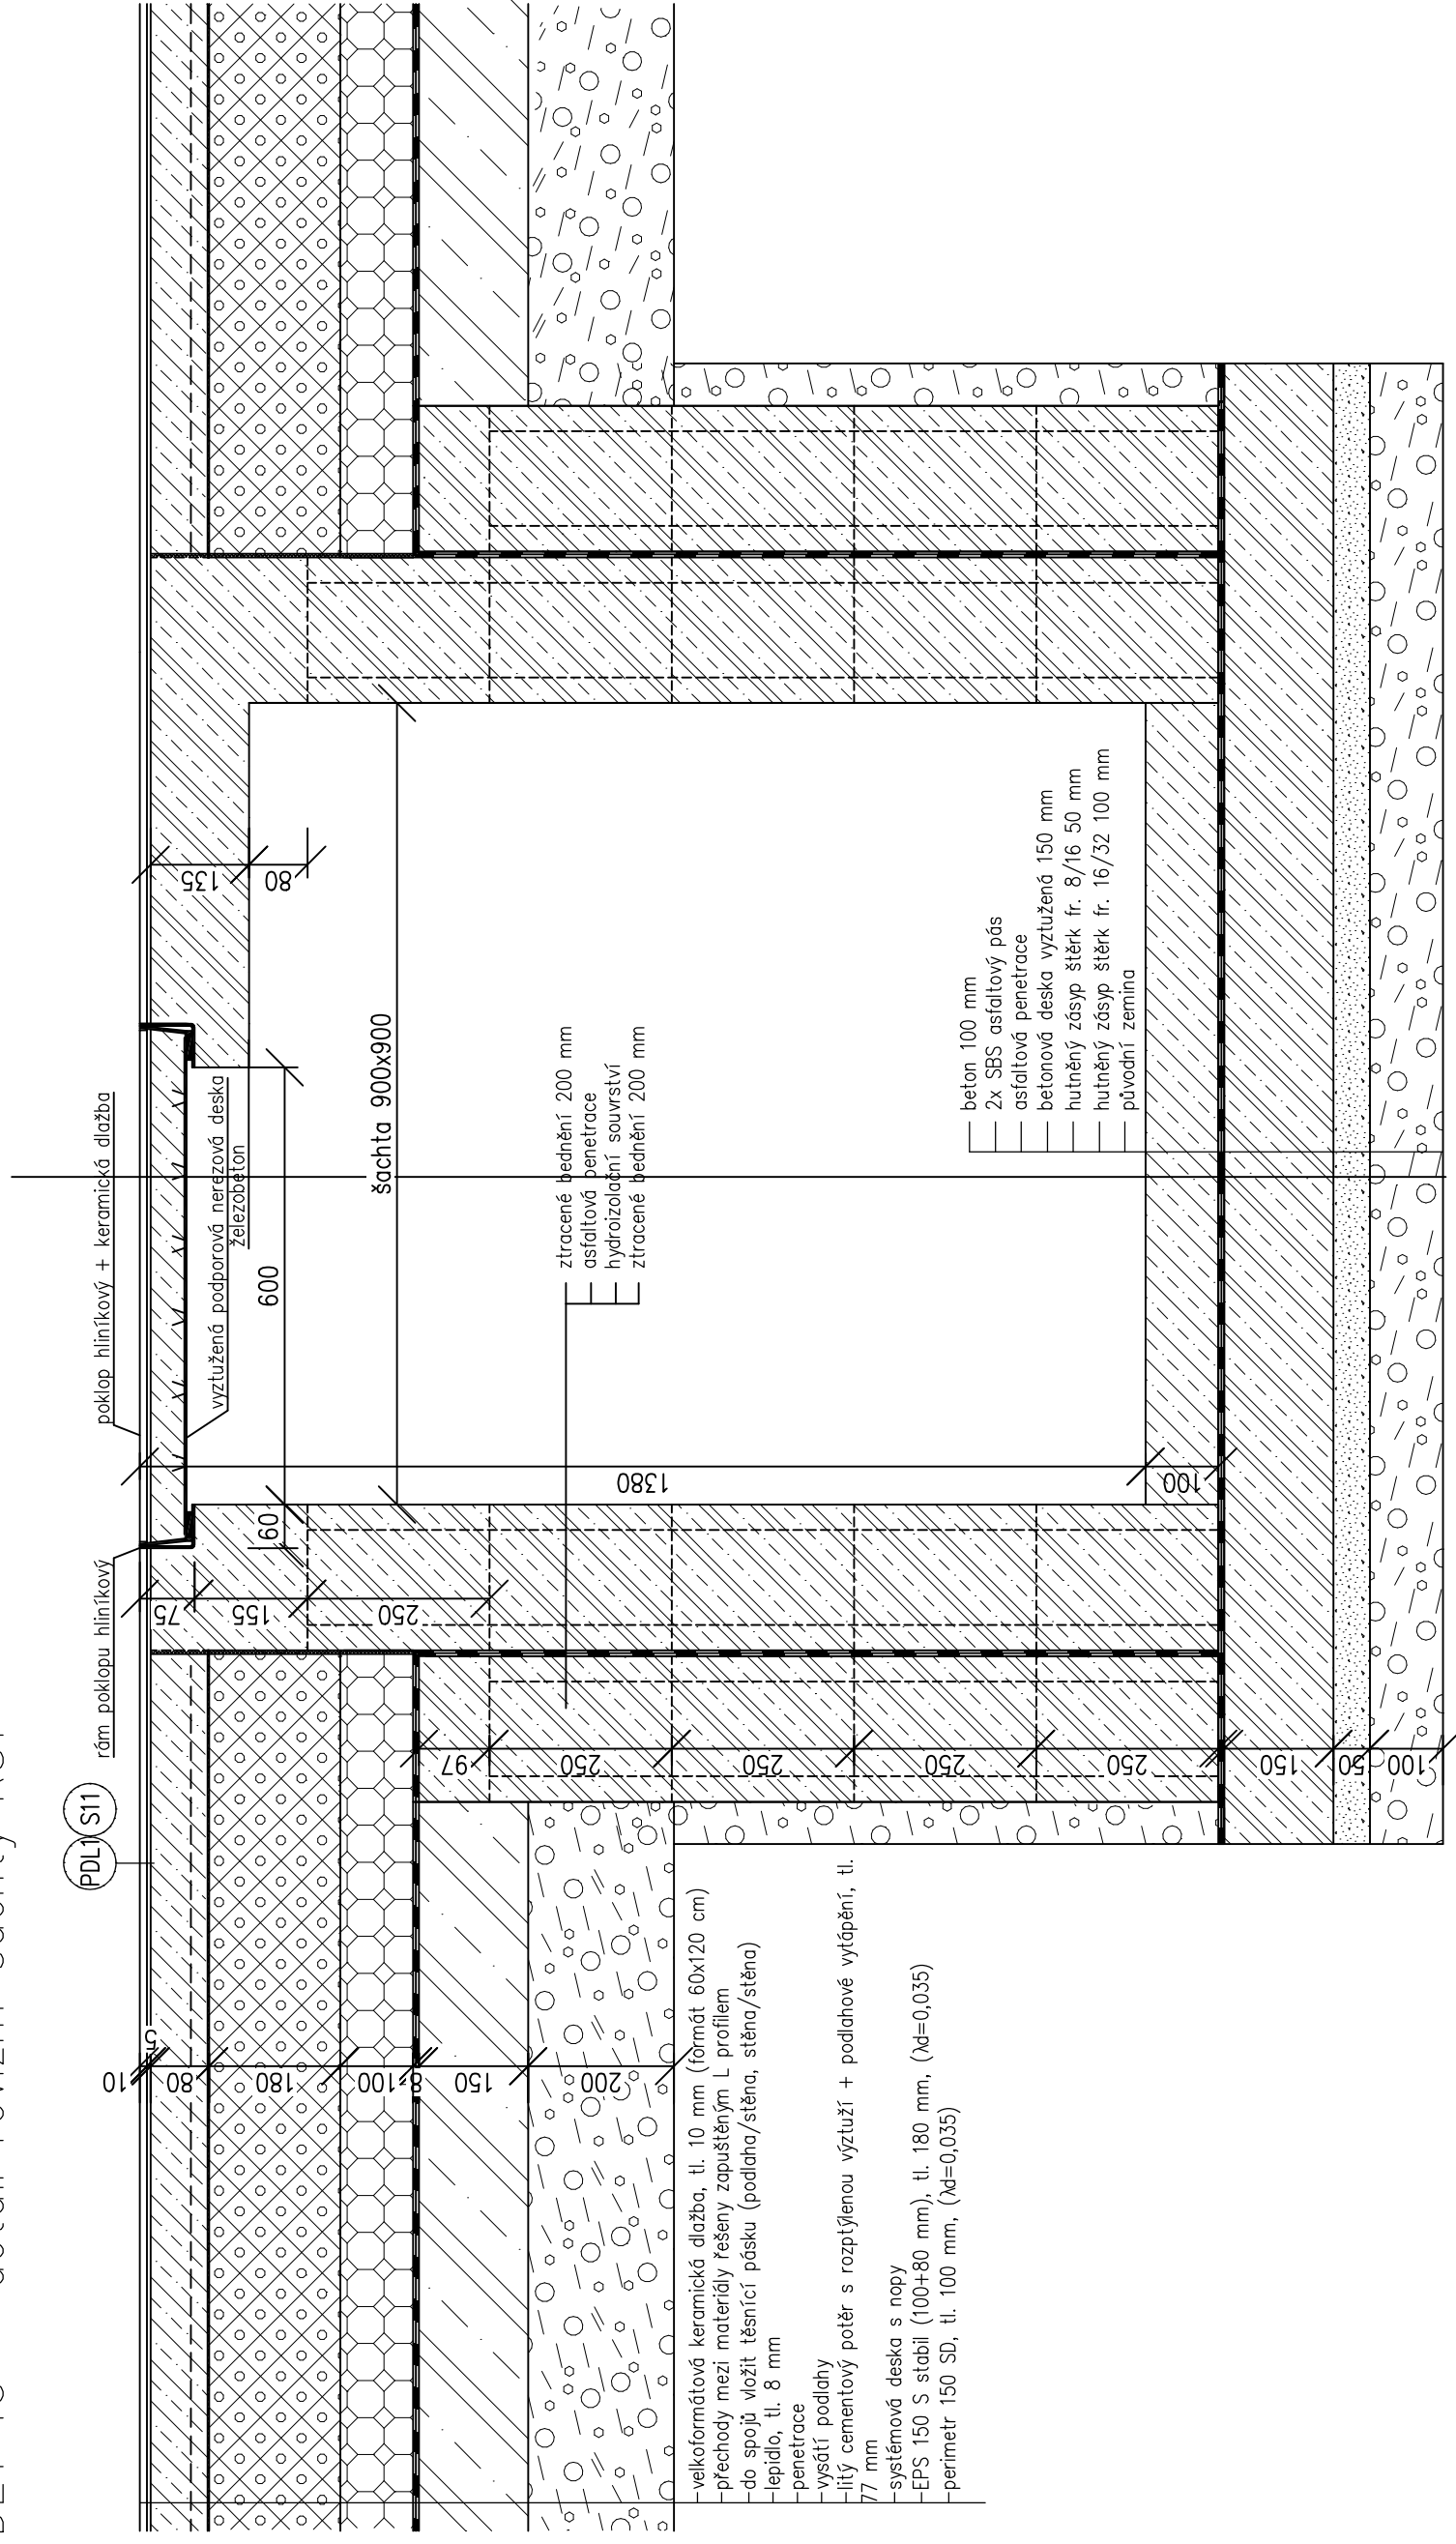 poklop hliníkový + keramická dlažba
rám poklopu hliníkový
vyztužená podporová nerezová deska
železobeton
PDL1
S11
10
5
80
180
100
8
150
200
75
155
250
60
600
135
80
šachta 900x900
1380
100
97
250
250
250
250
150
50
100
ztracené bednění 200 mm
asfaltová penetrace
hydroizolační souvrství
ztracené bednění 200 mm
beton 100 mm
2x SBS asfaltový pás
asfaltová penetrace
betonová deska vyztužená 150 mm
hutněný zásyp štěrk fr. 8/16 50 mm
hutněný zásyp štěrk fr. 16/32 100 mm
původní zemina
-velkoformátová keramická dlažba, tl. 10 mm (formát 60x120 cm)
-přechody mezi materiály řešeny zapuštěným L profilem
-do spojů vložit těsnící pásku (podlaha/stěna, stěna/stěna)
-lepidlo, tl. 8 mm
-penetrace
-vysátí podlahy
-litý cementový potěr s rozptýlenou výztuží + podlahové vytápění, tl.
77 mm
-systémová deska s nopy
-EPS 150 S stabil (100+80 mm), tl. 180 mm, (λd=0,035)
-perimetr 150 SD, tl. 100 mm, (λd=0,035)